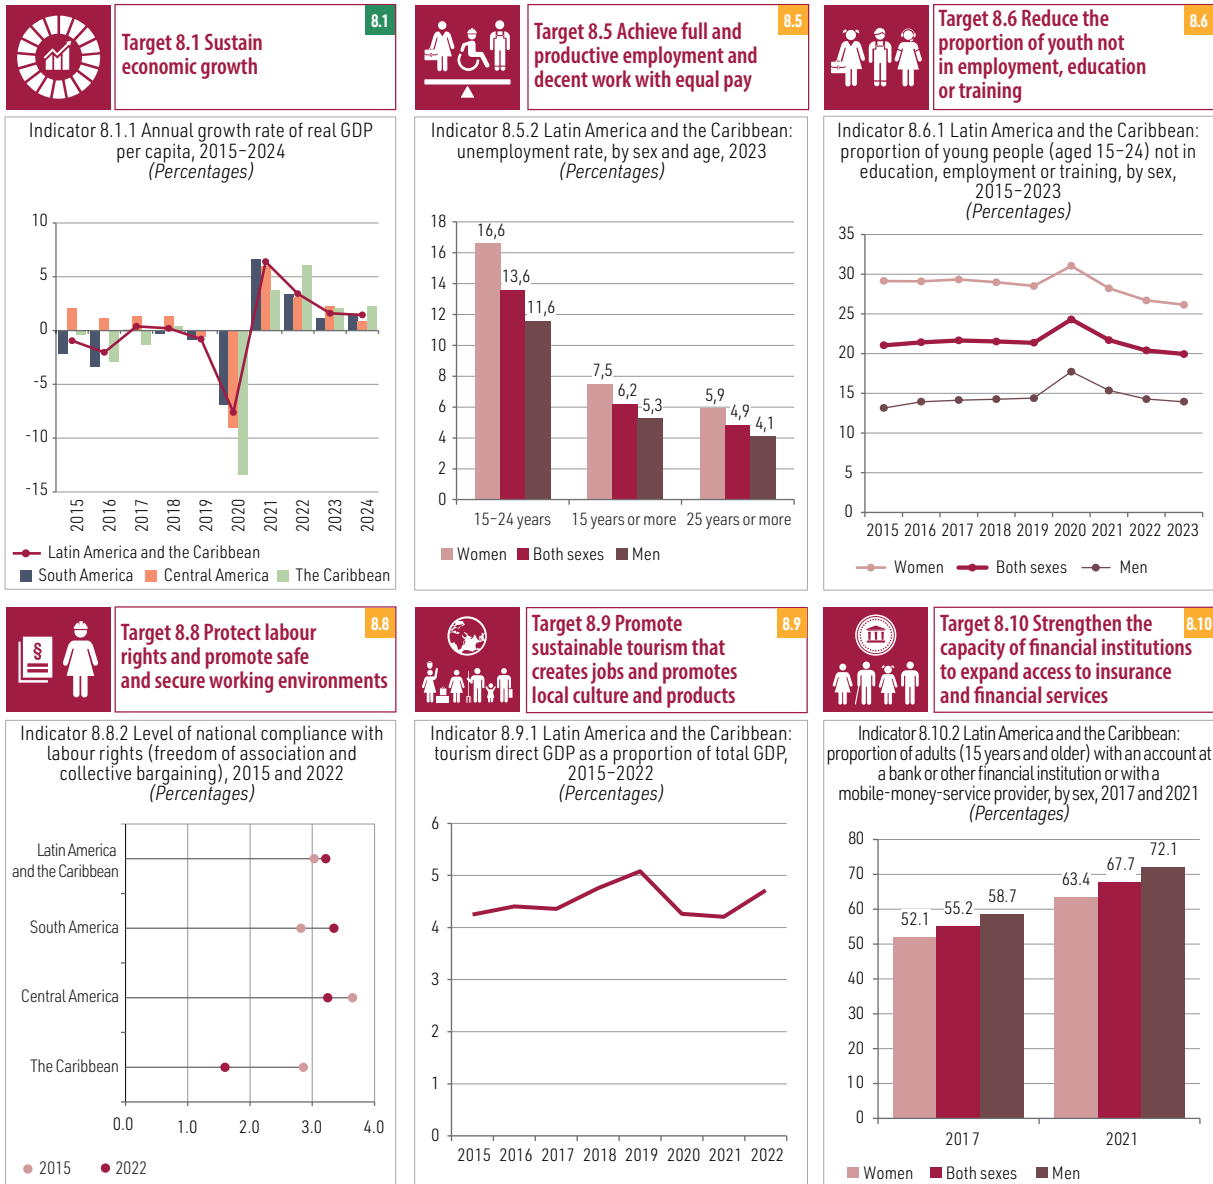 8.1
Target 8.1 Sustain
economic growth
Indicator 8.1.1 Annual growth rate of real GDP
per capita, 2015–2024
(Percentages)
10
5
0
-5
-10
-15
2015
2016
2017
2018
2019
2020
2021
2022
2023
2024
Latin America and the Caribbean
South America
Central America
The Caribbean
8.5
Target 8.5 Achieve full and
productive employment and
decent work with equal pay
Indicator 8.5.2 Latin America and the Caribbean:
unemployment rate, by sex and age, 2023
(Percentages)
18
16
14
12
10
8
6
4
2
0
16,6
13,6
11,6
7,5
6,2
5,3
5,9
4,9
4,1
15–24 years
15 years or more
25 years or more
Women
Both sexes
Men
8.6
Target 8.6 Reduce the
proportion of youth not
in employment, education
or training
Indicator 8.6.1 Latin America and the Caribbean:
proportion of young people (aged 15–24) not in
education, employment or training, by sex,
2015–2023
(Percentages)
35
30
25
20
15
10
5
0
2015 2016 2017 2018 2019 2020 2021 2022 2023
Women
Both sexes
Men
§
8.8
Target 8.8 Protect labour
rights and promote safe
and secure working environments
Indicator 8.8.2 Level of national compliance with
labour rights (freedom of association and
collective bargaining), 2015 and 2022
(Percentages)
Latin America
and the Caribbean
South America
Central America
The Caribbean
0.0 1.0 2.0 3.0 4.0
2015
2022
8.9
Target 8.9 Promote
sustainable tourism that
creates jobs and promotes
local culture and products
Indicator 8.9.1 Latin America and the Caribbean:
tourism direct GDP as a proportion of total GDP,
2015–2022
(Percentages)
6
5
4
3
2
1
0
2015 2016 2017 2018 2019 2020 2021 2022
8.10
Target 8.10 Strengthen the
capacity of financial institutions
to expand access to insurance
and financial services
Indicator 8.10.2 Latin America and the Caribbean:
proportion of adults (15 years and older) with an account at
a bank or other financial institution or with a
mobile-money-service provider, by sex, 2017 and 2021
(Percentages)
80
70
60
50
40
30
20
10
0
52.1
55.2
58.7
63.4
67.7
72.1
2017
2021
Women
Both sexes
Men